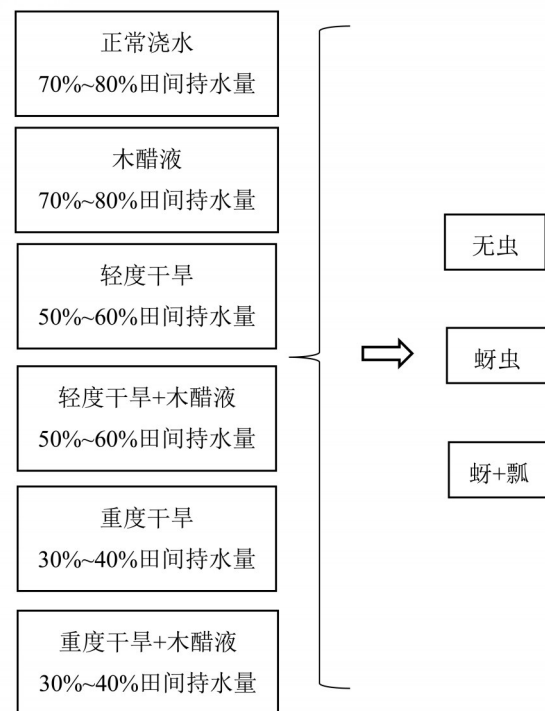 正常浇水
70%~80%田间持水量
木醋液
70%~80%田间持水量
轻度干旱
50%~60%田间持水量
轻度干旱+木醋液
50%~60%田间持水量
重度干旱
30%~40%田间持水量
重度干旱+木醋液
30%~40%田间持水量
无虫
蚜虫
蚜+瓢